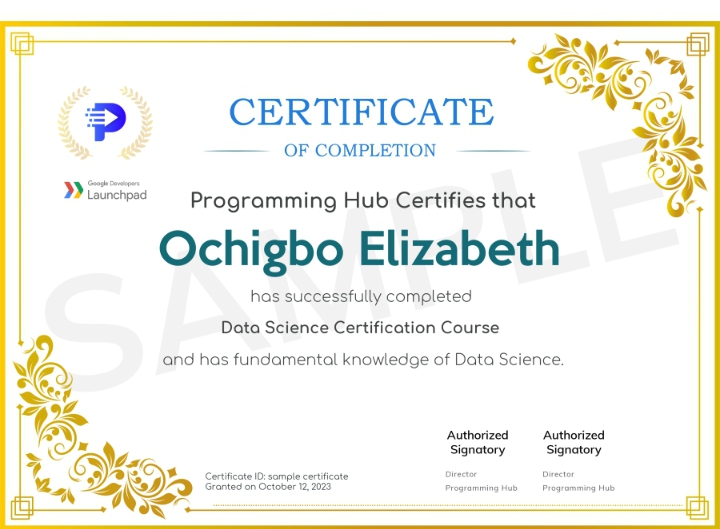 CERTIFICATE
OF COMPLETION
Google Developers
Launchpad
Programming Hub Certifies that
Ochigbo Elizabeth
has successfully completed
Data Science Certification Course
and has fundamental knowledge of Data Science.
SAMPLE
Authorized Signatory
Authorized Signatory
Director
Programming Hub
Director
Programming Hub
Certificate ID: sample certificate
Granted on October 12, 2023